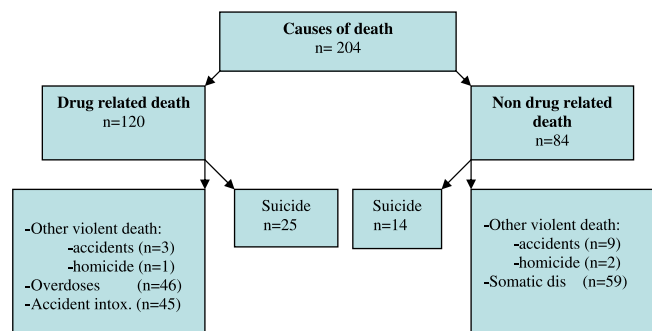 Causes of death
n= 204
Drug related death
n=120
Non drug related
death
n=84
-Other violent death:
-accidents (n=3)
-homicide (n=1)
-Overdoses (n=46)
-Accident intox. (n=45)
Suicide
n=25
Suicide
n=14
-Other violent death:
-accidents (n=9)
-homicide (n=2)
-Somatic dis (n=59)